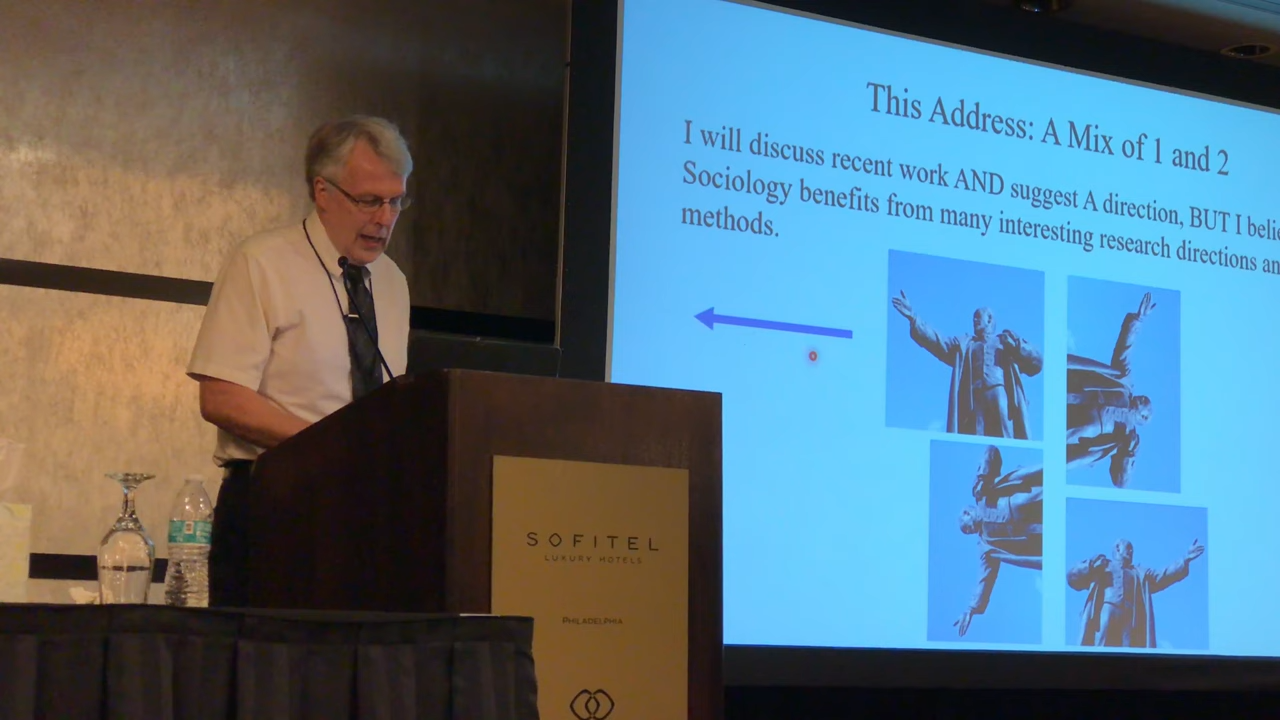 This Address: A Mix of 1 and 2
I will discuss recent work AND suggest A direction, BUT I belie
Sociology benefits from many interesting research directions an
methods.
SOFITEL
LUXURY HOTELS
PHILADELPHIA